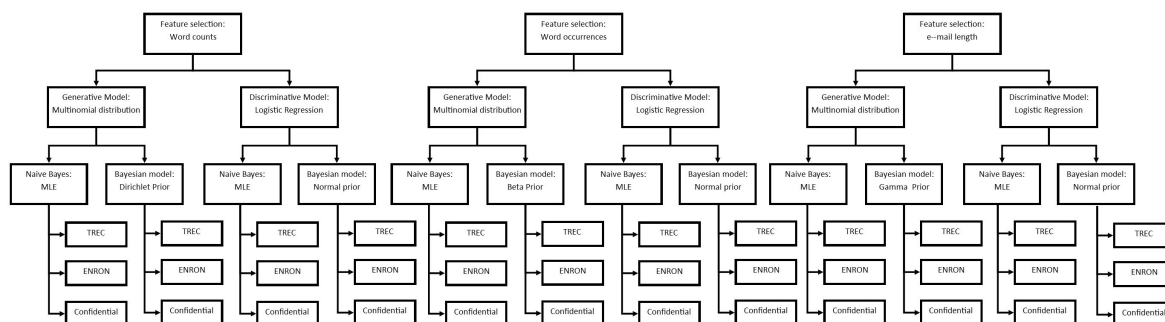 Feature selection:
Word counts
Feature selection:
Word occurrences
Feature selection:
e--mail length
Generative Model:
Multinomial distribution
Discriminative Model:
Logistic Regression
Generative Model:
Multinomial distribution
Discriminative Model:
Logistic Regression
Generative Model:
Multinomial distribution
Discriminative Model:
Logistic Regression
Naive Bayes:
MLE
Bayesian model:
Dirichlet Prior
Naive Bayes:
MLE
Bayesian model:
Normal prior
Naive Bayes:
MLE
Bayesian model:
Beta Prior
Naive Bayes:
MLE
Bayesian model:
Normal prior
Naive Bayes:
MLE
Bayesian model:
Gamma Prior
Naive Bayes:
MLE
Bayesian model:
Normal prior
TREC
TREC
TREC
TREC
TREC
TREC
TREC
TREC
TREC
TREC
TREC
TREC
ENRON
ENRON
ENRON
ENRON
ENRON
ENRON
ENRON
ENRON
ENRON
ENRON
ENRON
ENRON
Confidential
Confidential
Confidential
Confidential
Confidential
Confidential
Confidential
Confidential
Confidential
Confidential
Confidential
Confidential